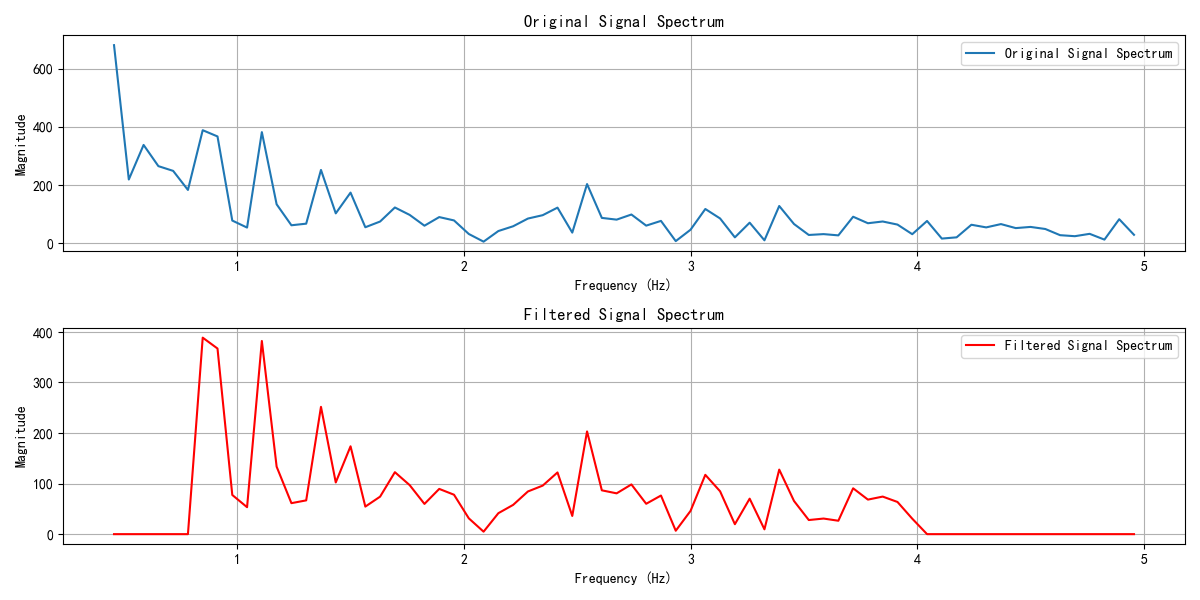 Original Signal Spectrum
Original Signal Spectrum
600
400
200
0
Magnitude
1
2
3
4
5
Frequency (Hz)
Filtered Signal Spectrum
Filtered Signal Spectrum
400
300
200
100
0
Magnitude
1
2
3
4
5
Frequency (Hz)